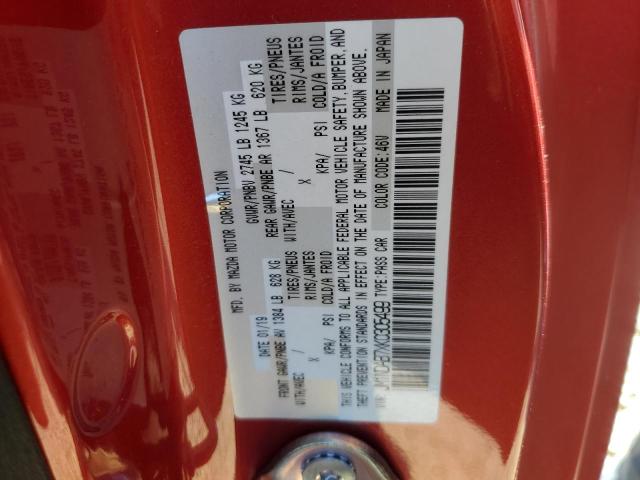 MFD. BY MAZDA MOTOR CORPORATION
DATE 01/19 GVWR/PNBV 2745 LB 1245 KG
FRONT GAWR/PNBE AV 1384 LB 628 KG REAR GAWR/PNBE AR 1367 LB 620 KG
WITH/AVEC / TIRES/PNEUS WITH/AVEC / TIRES/PNEUS
X RIMS/JANTES X RIMS/JANTES
KPA/ PSI COLD/A FROID KPA/ PSI COLD/A FROID
THIS VEHICLE CONFORMS TO ALL APPLICABLE FEDERAL MOTOR VEHICLE SAFETY, BUMPER, AND
THEFT PREVENTION STANDARDS IN EFFECT ON THE DATE OF MANUFACTURE SHOWN ABOVE.
TYPE:PASS CAR COLOR CODE:46V MADE IN JAPAN